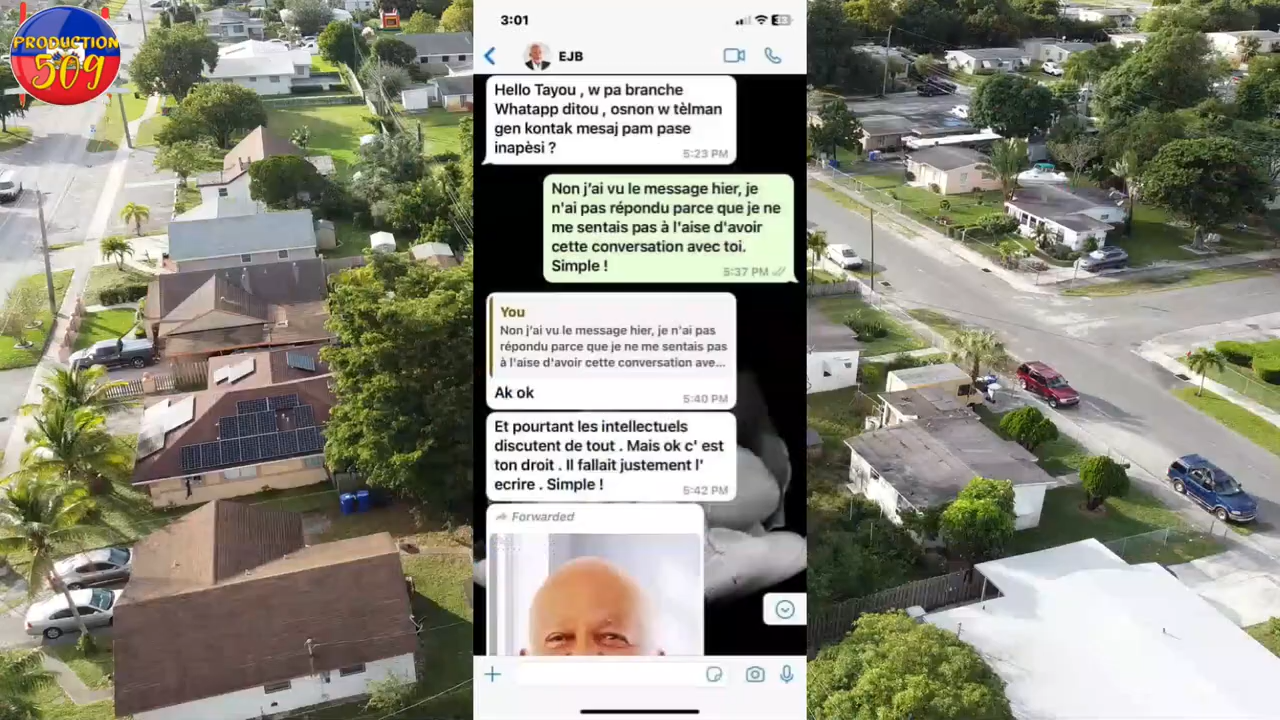 PRODUCTION
509
3:01
EJB
Hello Tayou , w pa branche
Whatapp ditou , osnon w tèlman
gen kontak mesaj pam pase
inapèsi ?
5:23 PM
Non j'ai vu le message hier, je
n'ai pas répondu parce que je ne
me sentais pas à l'aise d'avoir
cette conversation avec toi.
Simple !
5:37 PM
You
Non j'ai vu le message hier, je n'ai pas
répondu parce que je ne me sentais pas
à l'aise d'avoir cette conversation ave...
Ak ok
5:40 PM
Et pourtant les intellectuels
discutent de tout . Mais ok c' est
ton droit . Il fallait justement l'
ecrire . Simple !
5:42 PM
Forwarded